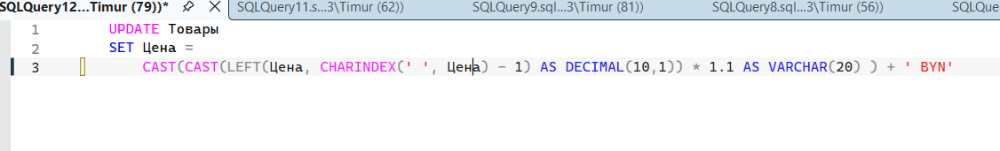 SQLQuery12...Timur (79))* SQLQuery11.s...3\Timur (62)) SQLQuery9.sql...3\Timur (81)) SQLQuery8.sql...3\Timur (56)) SQLQue
1 UPDATE Товары
2 SET Цена =
3 CAST(CAST(LEFT(Цена, CHARINDEX(' ', Цена) - 1) AS DECIMAL(10,1)) * 1.1 AS VARCHAR(20) ) + ' BYN'